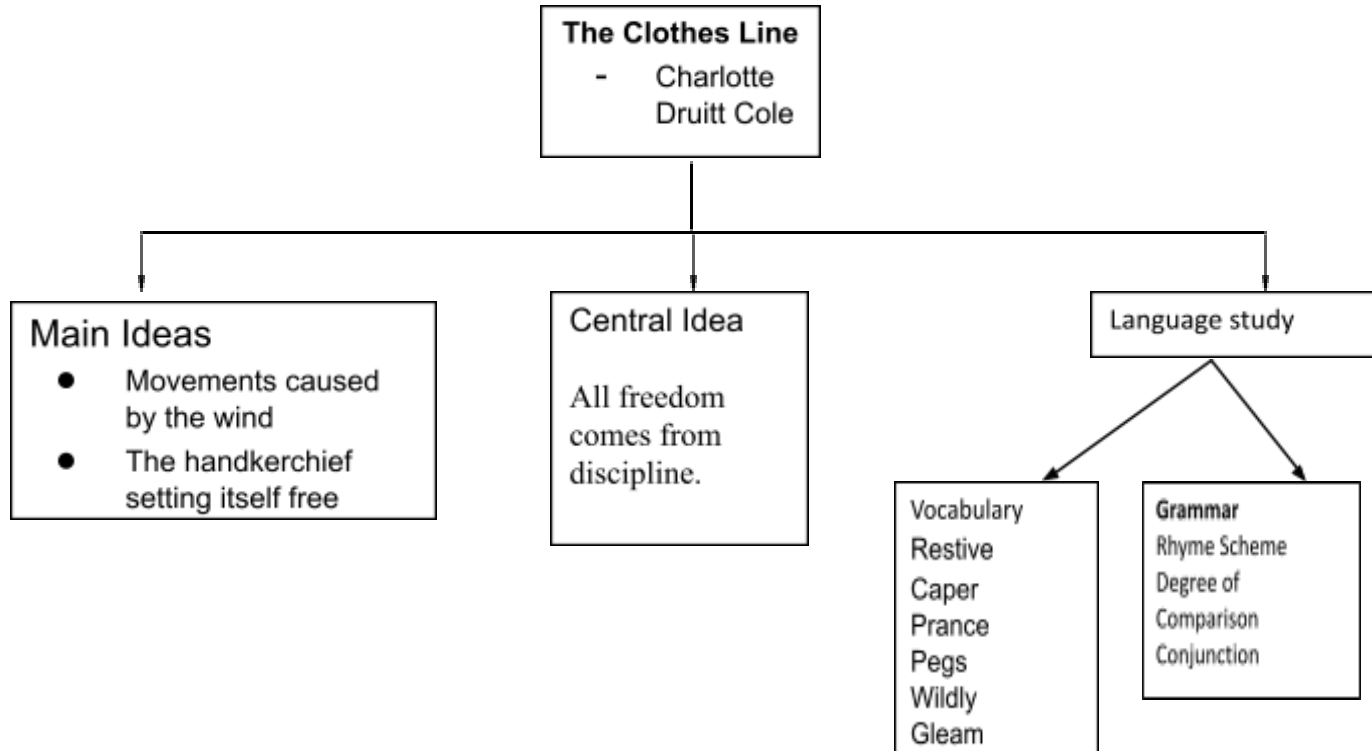 The Clothes Line
- Charlotte
Druitt Cole
Main Ideas
● Movements caused
by the wind
● The handkerchief
setting itself free
Central Idea
All freedom
comes from
discipline.
Language study
Vocabulary
Restive
Caper
Prance
Pegs
Wildly
Gleam
Grammar
Rhyme Scheme
Degree of
Comparison
Conjunction